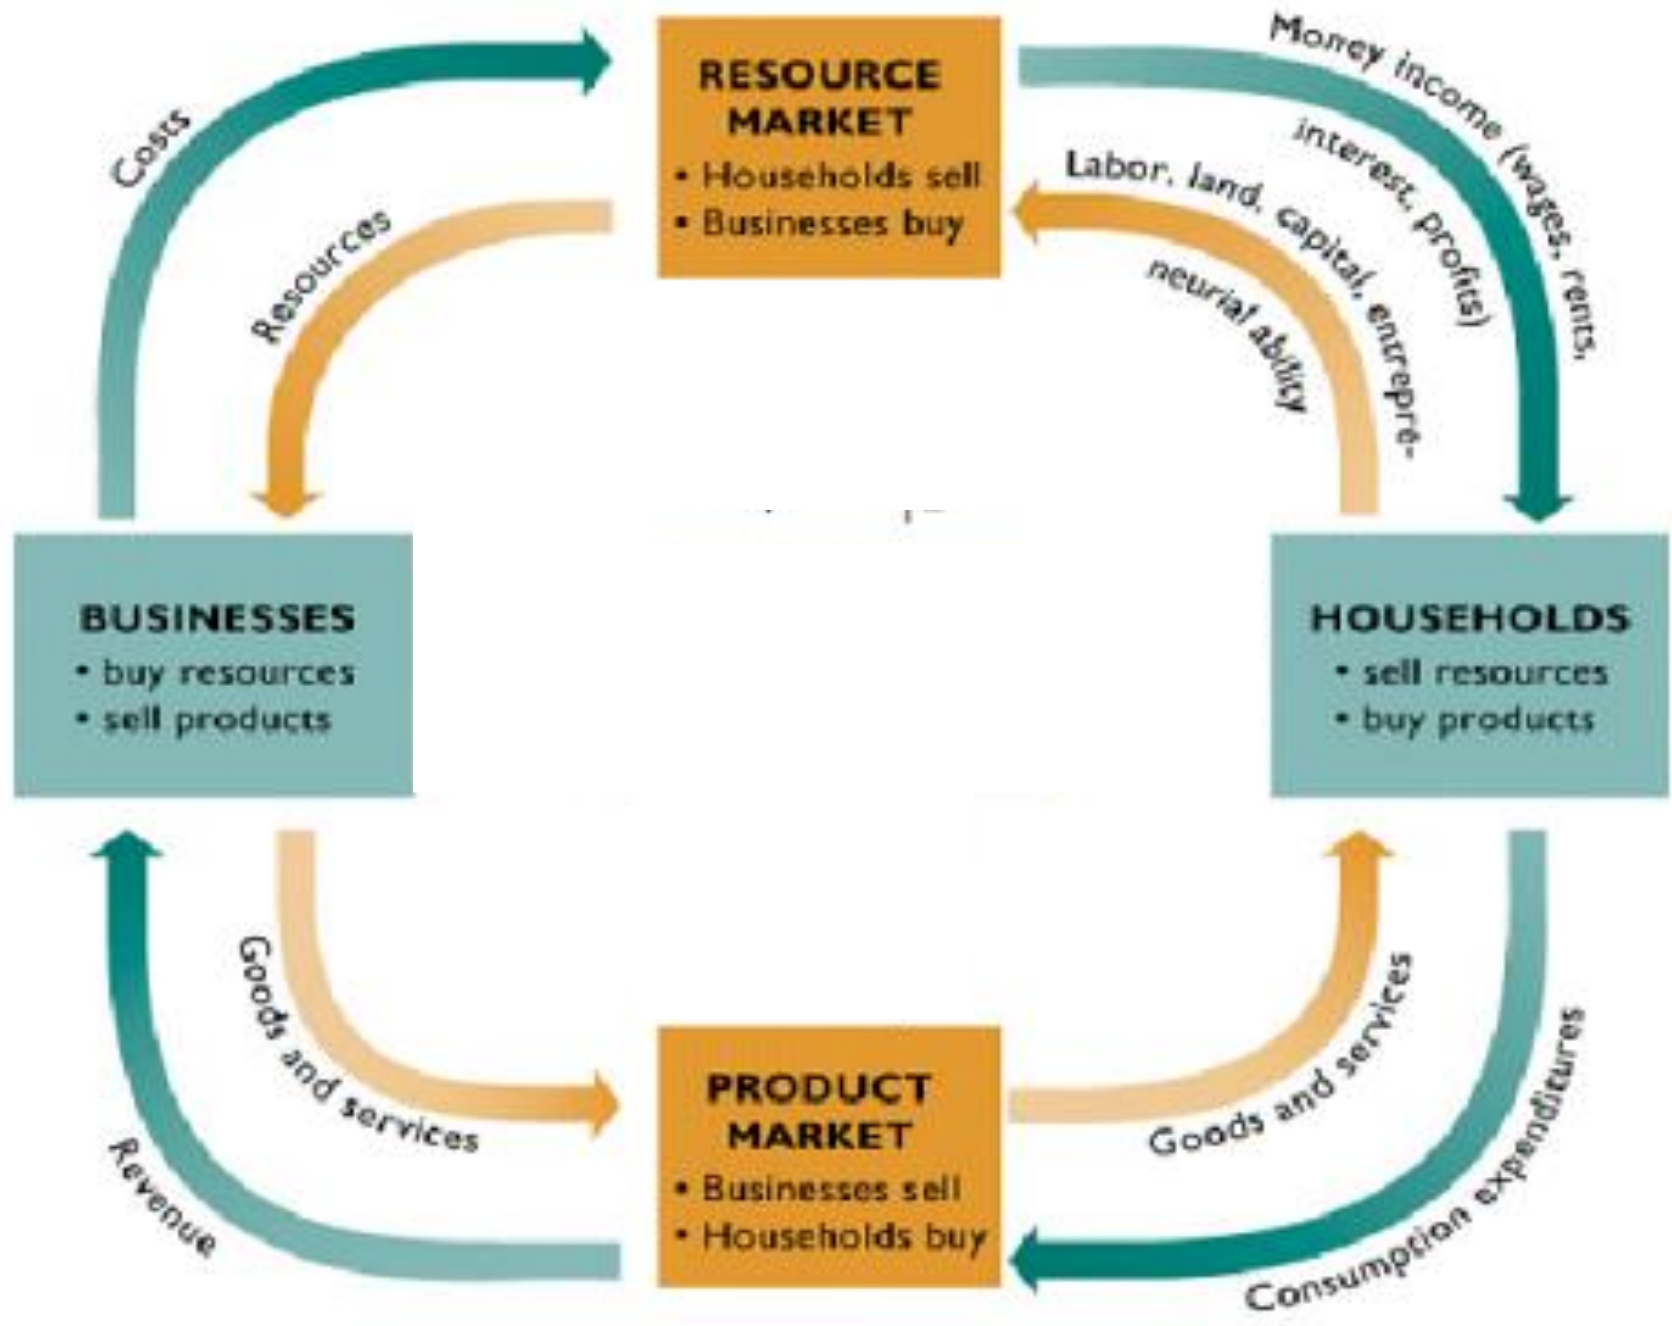 RESOURCE
MARKET
• Households sell
• Businesses buy
Costs
Resources
Money income (wages, rents,
interest, profits)
Labor, land, capital, entrepre-
neurial ability
BUSINESSES
• buy resources
• sell products
HOUSEHOLDS
• sell resources
• buy products
Goods and services
Revenue
PRODUCT
MARKET
• Businesses sell
• Households buy
Goods and services
Consumption expenditures